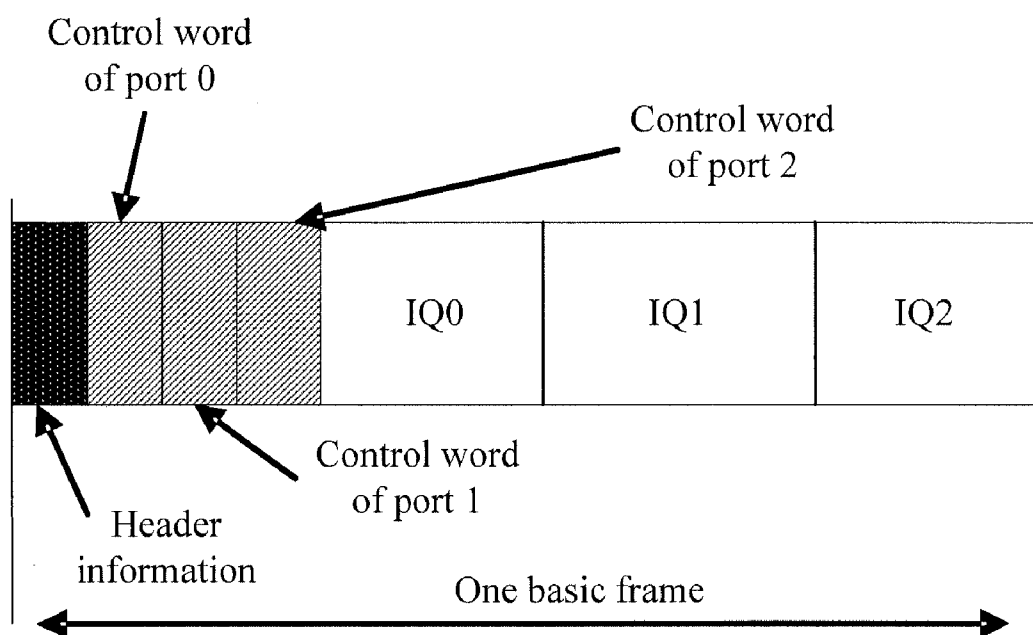 Control word
of port 0
Control word
of port 2
IQ0
IQ1
IQ2
Control word
of port 1
Header
information
One basic frame